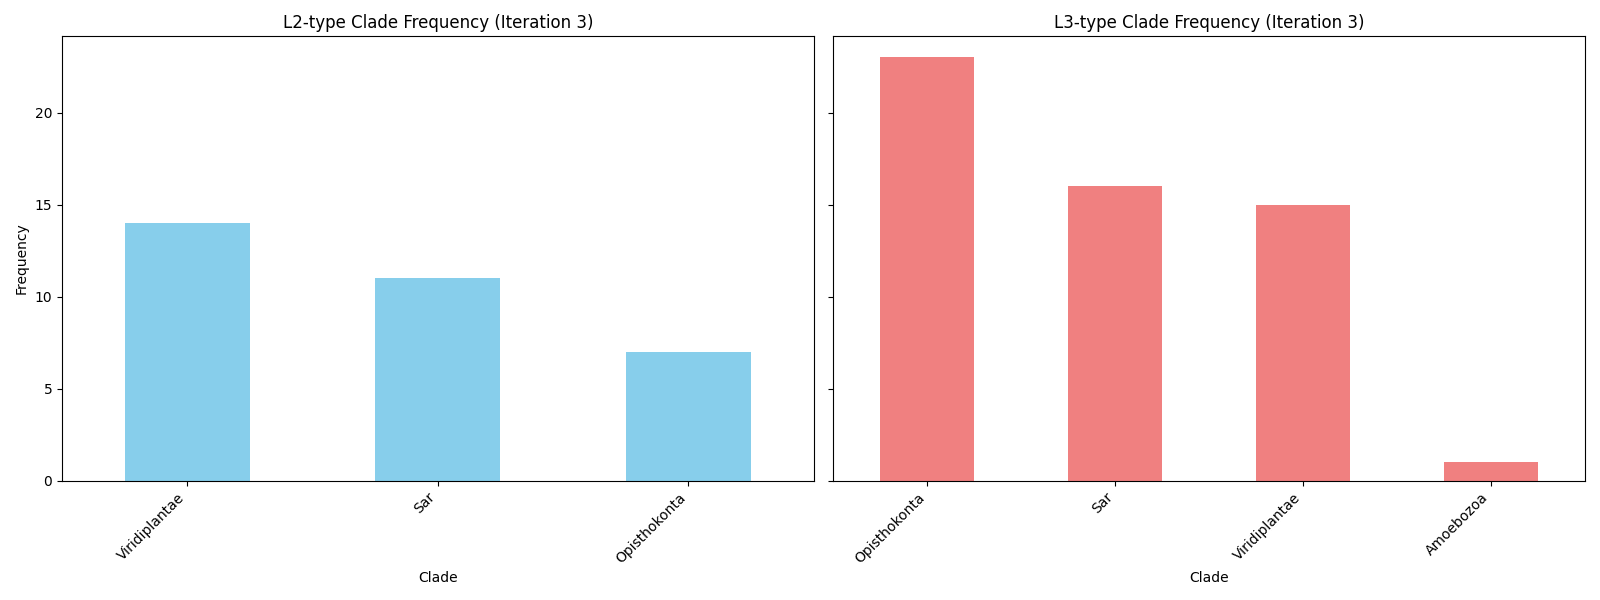 L2-type Clade Frequency (Iteration 3)
Frequency
20
15
10
5
0
Viridiplantae
Sar
Opisthokonta
Clade
L3-type Clade Frequency (Iteration 3)
Opisthokonta
Sar
Viridiplantae
Amoebozoa
Clade